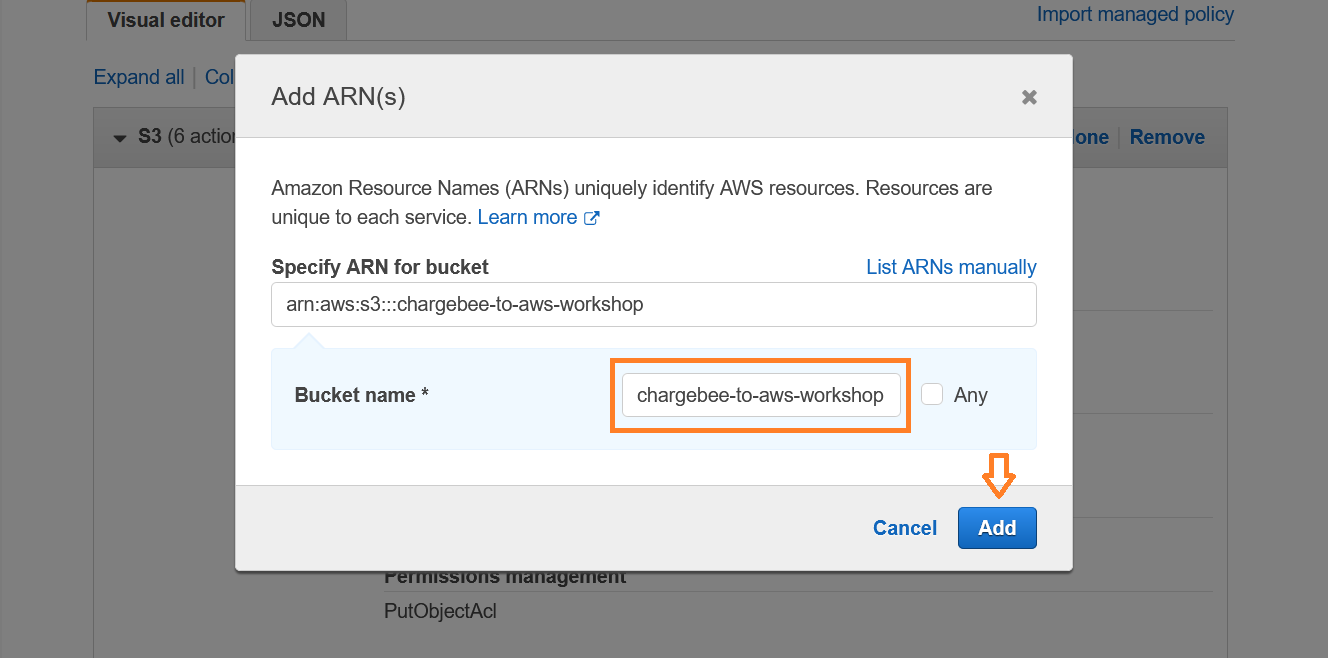 Visual editor JSON Import managed policy
Expand all Col
Add ARN(s)
S3 (6 action one Remove
Amazon Resource Names (ARNs) uniquely identify AWS resources. Resources are
unique to each service. Learn more
Specify ARN for bucket List ARNs manually
arn:aws:s3:::chargebee-to-aws-workshop
Bucket name * chargebee-to-aws-workshop Any
Cancel Add
Permissions management
PutObjectAcl